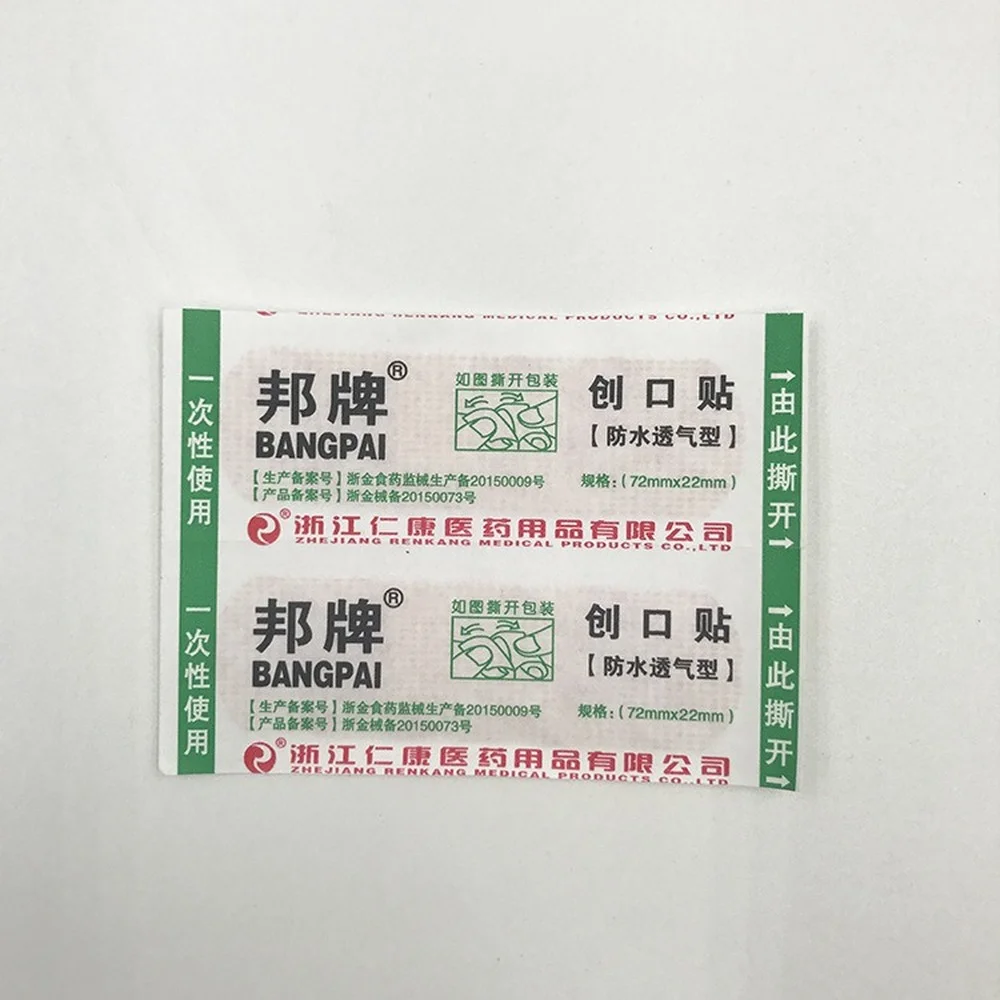 ZHEJIANG RENKANG MEDICAL PRODUCTS CO.,LTD
一次性使用
邦牌®
BANGPAI
如图撕开包装
创口贴
【防水透气型】
【生产备案号】浙金食药监械生产备20150009号
【产品备案号】浙金械备20150073号
规格:(72mmx22mm)
®浙江仁康医药用品有限公司
ZHEJIANG RENKANG MEDICAL PRODUCTS CO.,LTD
→由此撕开→
一次性使用
邦牌®
BANGPAI
如图撕开包装
创口贴
【防水透气型】
【生产备案号】浙金食药监械生产备20150009号
【产品备案号】浙金械备20150073号
规格:(72mmx22mm)
®浙江仁康医药用品有限公司
ZHEJIANG RENKANG MEDICAL PRODUCTS CO.,LTD
→由此撕开→